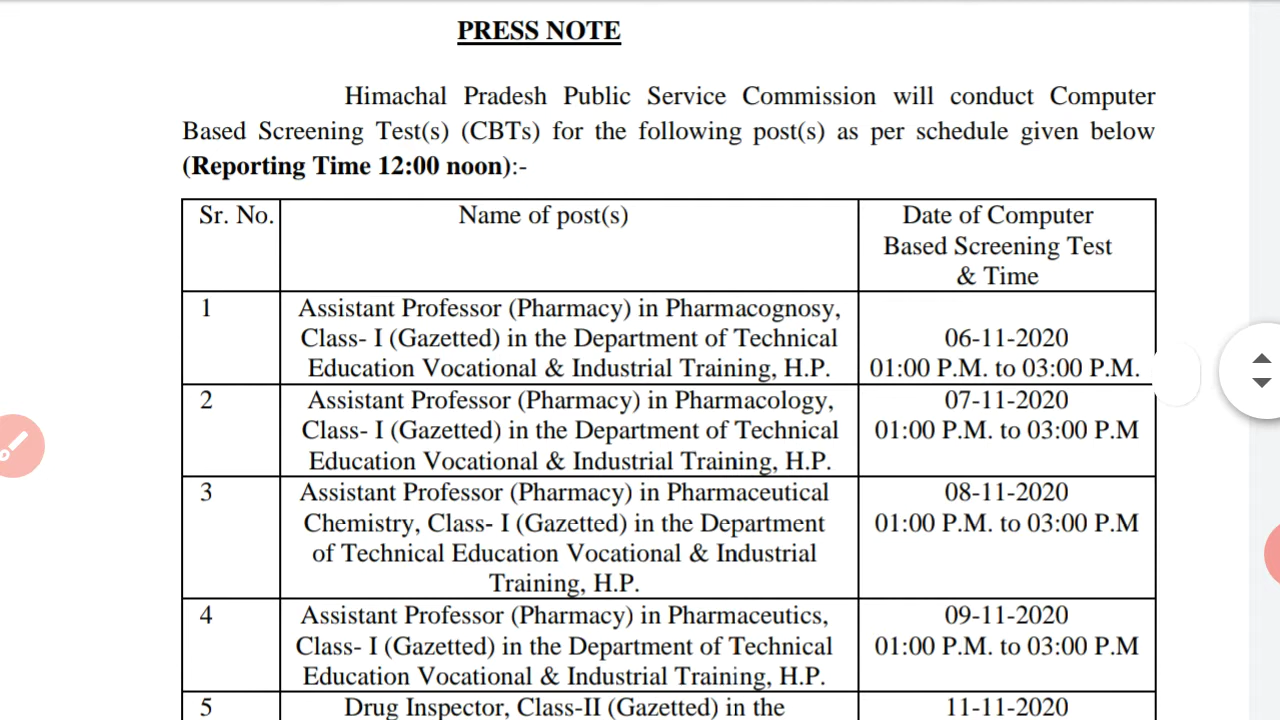 PRESS NOTE
Himachal Pradesh Public Service Commission will conduct Computer
Based Screening Test(s) (CBTs) for the following post(s) as per schedule given below
(Reporting Time 12:00 noon):-
Sr. No.
Name of post(s)
Date of Computer
Based Screening Test
& Time
1
Assistant Professor (Pharmacy) in Pharmacognosy,
Class- I (Gazetted) in the Department of Technical
Education Vocational & Industrial Training, H.P.
06-11-2020
01:00 P.M. to 03:00 P.M.
2
Assistant Professor (Pharmacy) in Pharmacology,
Class- I (Gazetted) in the Department of Technical
Education Vocational & Industrial Training, H.P.
07-11-2020
01:00 P.M. to 03:00 P.M
3
Assistant Professor (Pharmacy) in Pharmaceutical
Chemistry, Class- I (Gazetted) in the Department
of Technical Education Vocational & Industrial
Training, H.P.
08-11-2020
01:00 P.M. to 03:00 P.M
4
Assistant Professor (Pharmacy) in Pharmaceutics,
Class- I (Gazetted) in the Department of Technical
Education Vocational & Industrial Training, H.P.
09-11-2020
01:00 P.M. to 03:00 P.M
5
Drug Inspector, Class-II (Gazetted) in the
11-11-2020